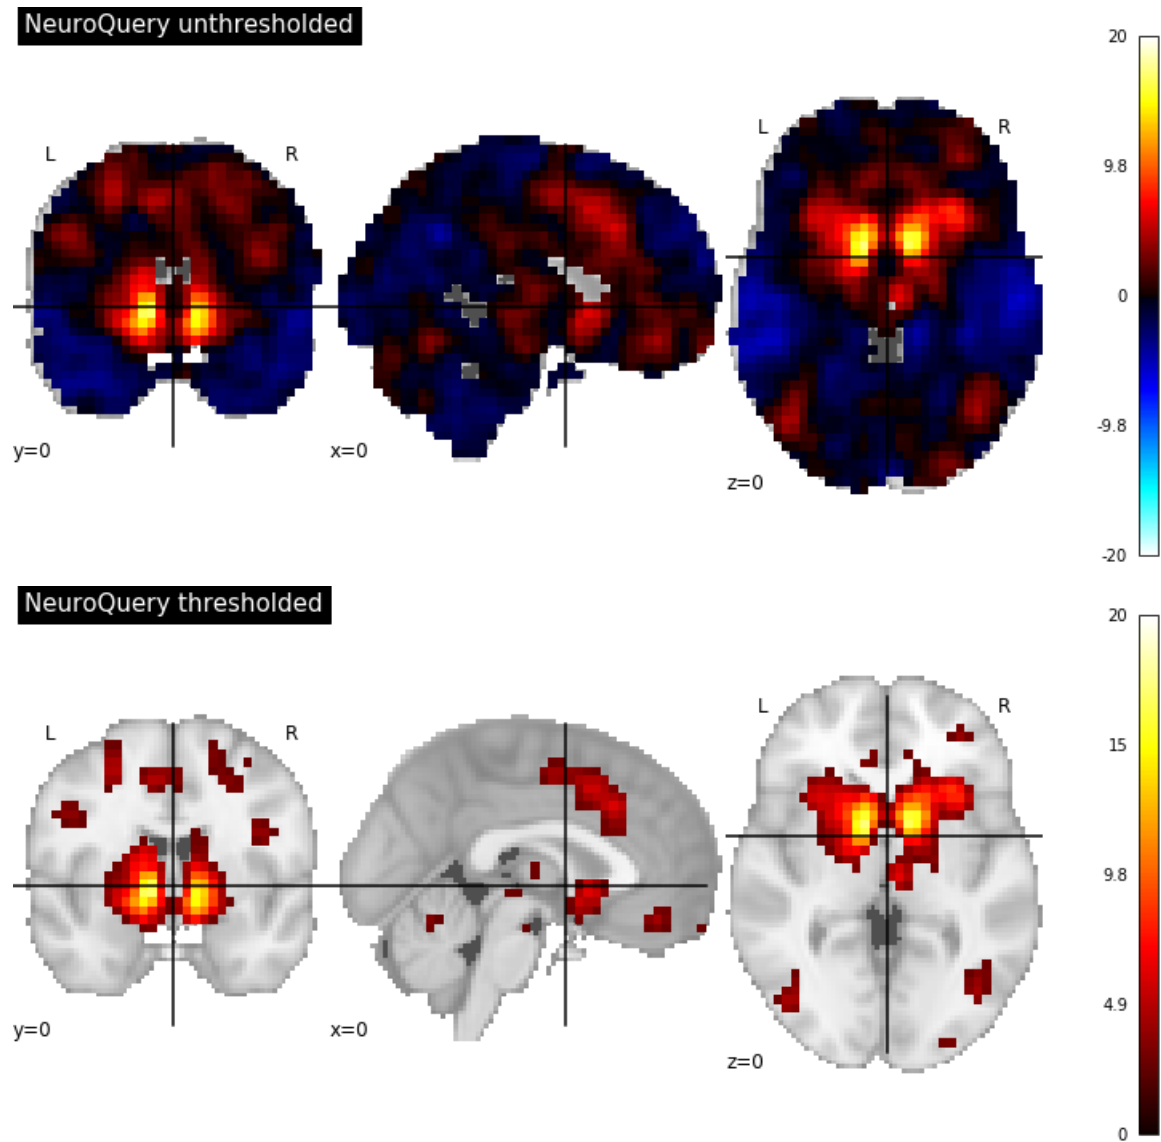 NeuroQuery unthresholded
20
L R L R
9.8
0
-9.8
y=0 x=0
z=0
-20
NeuroQuery thresholded
20
L R L R
15
9.8
4.9
y=0 x=0
z=0
0